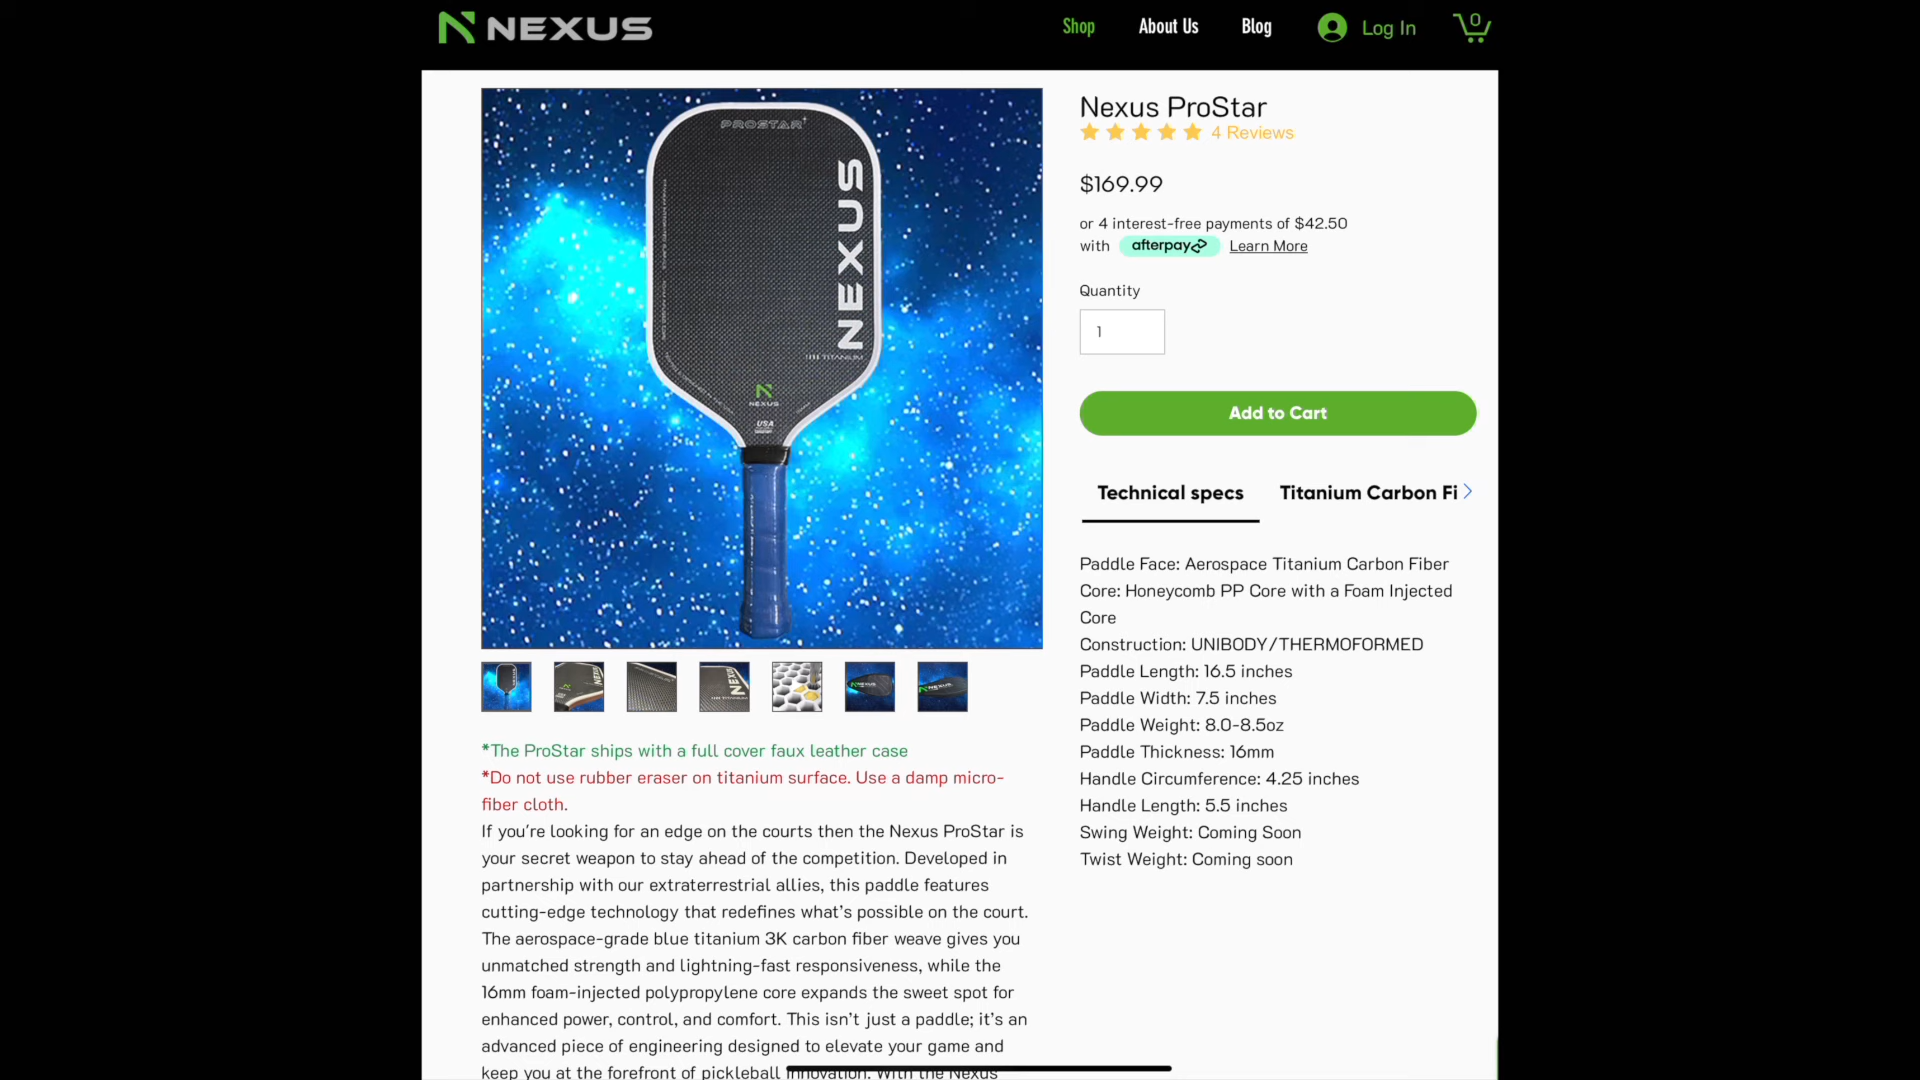 NEXUS
Shop
About Us
Blog
Log In
0
PROSTAR
NEXUS
TITANIUM
NEXUS
USA
Nexus ProStar
4 Reviews
$169.99
or 4 interest-free payments of $42.50
with afterpay Learn More
Quantity
1
Add to Cart
Technical specs
Titanium Carbon Fi
Paddle Face: Aerospace Titanium Carbon Fiber
Core: Honeycomb PP Core with a Foam Injected
Core
Construction: UNIBODY/THERMOFORMED
Paddle Length: 16.5 inches
Paddle Width: 7.5 inches
Paddle Weight: 8.0-8.5oz
Paddle Thickness: 16mm
Handle Circumference: 4.25 inches
Handle Length: 5.5 inches
Swing Weight: Coming Soon
Twist Weight: Coming soon
*The ProStar ships with a full cover faux leather case
*Do not use rubber eraser on titanium surface. Use a damp micro-
fiber cloth.
If you're looking for an edge on the courts then the Nexus ProStar is
your secret weapon to stay ahead of the competition. Developed in
partnership with our extraterrestrial allies, this paddle features
cutting-edge technology that redefines what's possible on the court.
The aerospace-grade blue titanium 3K carbon fiber weave gives you
unmatched strength and lightning-fast responsiveness, while the
16mm foam-injected polypropylene core expands the sweet spot for
enhanced power, control, and comfort. This isn't just a paddle; it's an
advanced piece of engineering designed to elevate your game and
keep you at the forefront of pickleball innovation. With the Nexus